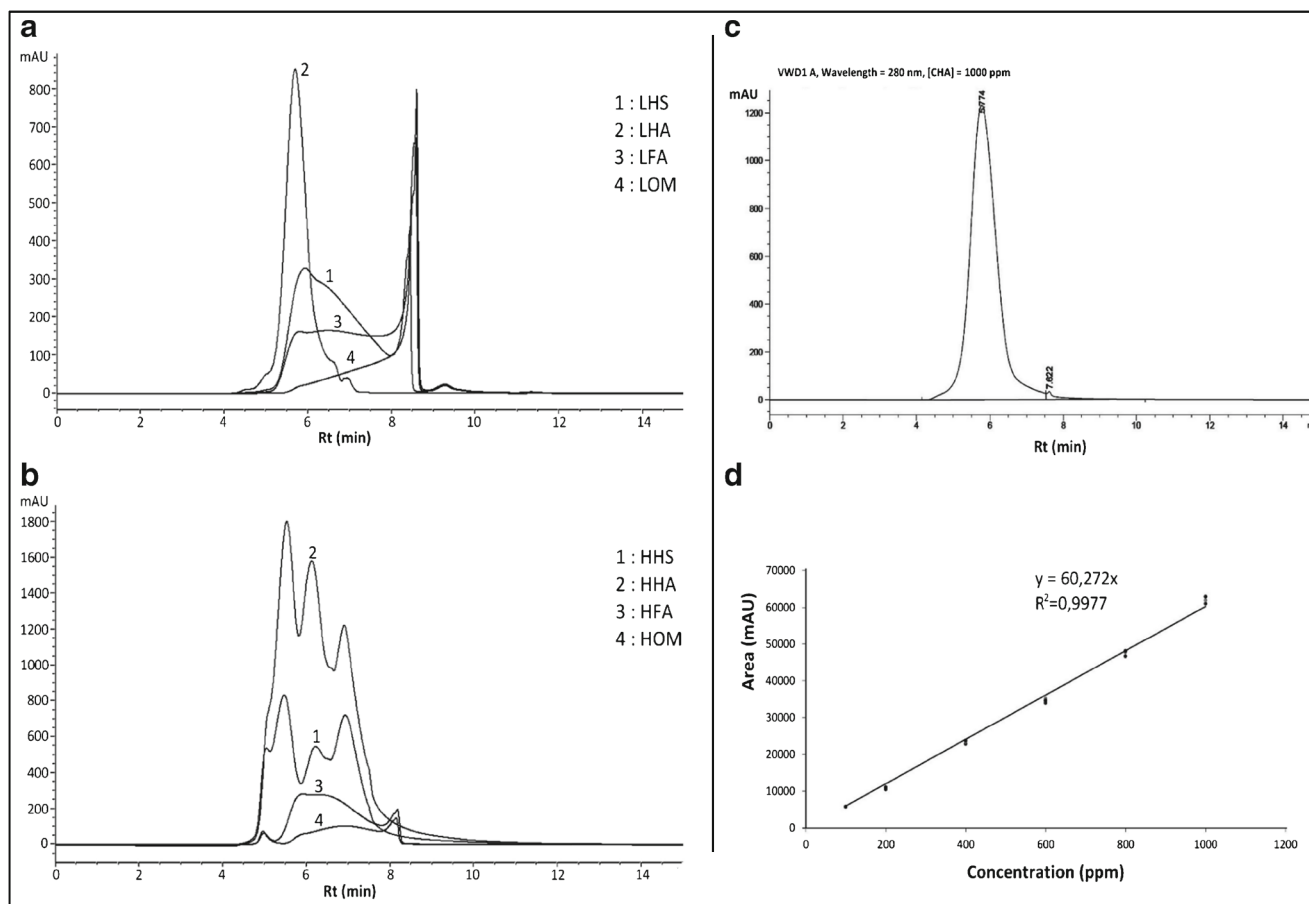 a
mAU
800
700
600
500
400
300
200
100
0
0 2 4 6 8 10 12 14
Rt (min)
2
1
3
4
1 : LHS
2 : LHA
3 : LFA
4 : LOM
b
mAU
1800
1600
1400
1200
1000
800
600
400
200
0
0 2 4 6 8 10 12 14
Rt (min)
2
1
3
4
1 : HHS
2 : HHA
3 : HFA
4 : HOM
c
VWD1 A, Wavelength = 280 nm, [CHA] = 1000 ppm
mAU
1200
1000
800
600
400
200
0
0 2 4 6 8 10 12 14
Rt (min)
7.622
d
Area (mAU)
70000
60000
50000
40000
30000
20000
10000
0
0 200 400 600 800 1000 1200
Concentration (ppm)
y = 60,272x
R²=0,9977